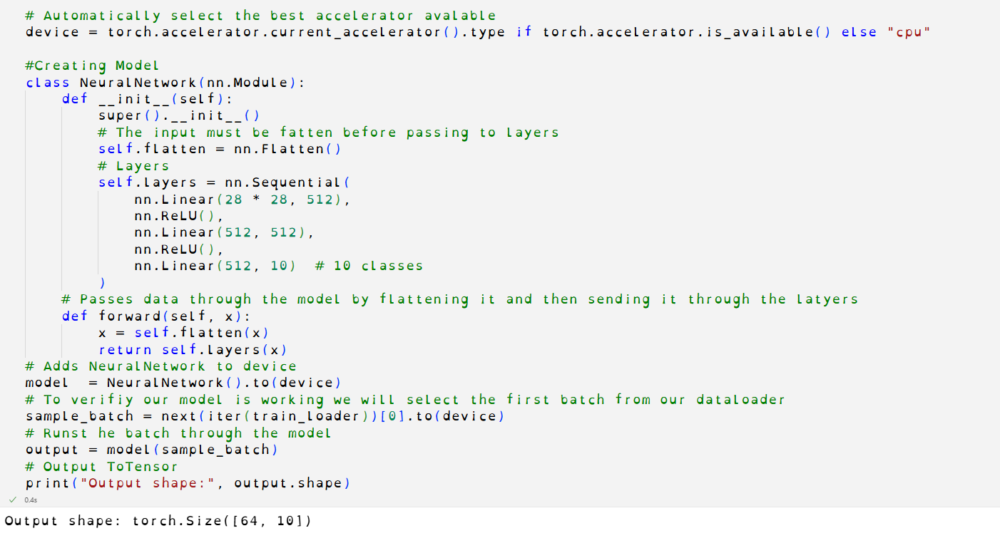 # Automatically select the best accelerator avalable
device = torch.accelerator.current_accelerator().type if torch.accelerator.is_available() else "cpu"

#Creating Model
class NeuralNetwork(nn.Module):
    def __init__(self):
        super().__init__()
        # The input must be fatten before passing to layers
        self.flatten = nn.Flatten()
        # Layers
        self.layers = nn.Sequential(
            nn.Linear(28 * 28, 512),
            nn.ReLU(),
            nn.Linear(512, 512),
            nn.ReLU(),
            nn.Linear(512, 10)  # 10 classes
        )
    # Passes data through the model by flattening it and then sending it through the Latyers
    def forward(self, x):
        x = self.flatten(x)
        return self.layers(x)
# Adds NeuralNetwork to device
model  = NeuralNetwork().to(device)
# To verifiy our model is working we will select the first batch from our dataloader
sample_batch = next(iter(train_loader))[0].to(device)
# Runst he batch through the model
output = model(sample_batch)
# Output ToTensor
print("Output shape:", output.shape)
✓ 0.4s
Output shape: torch.Size([64, 10])